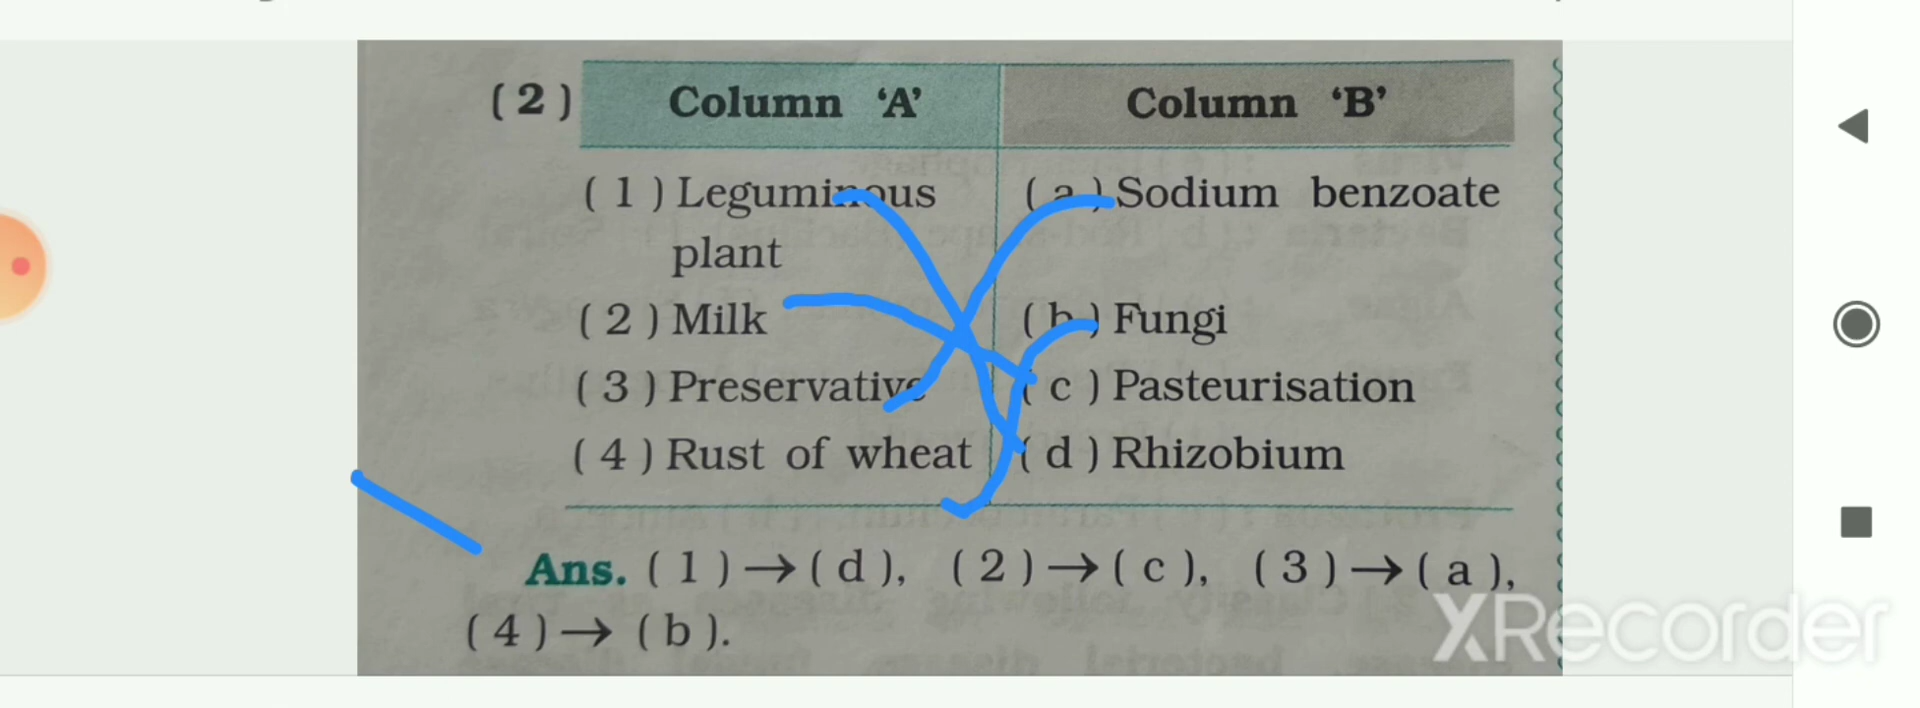 ( 2 ) Column 'A' Column 'B'
( 1 ) Leguminous ( a ) Sodium benzoate
plant
( 2 ) Milk ( b ) Fungi
( 3 ) Preservative ( c ) Pasteurisation
( 4 ) Rust of wheat ( d ) Rhizobium
Ans. ( 1 ) → ( d ), ( 2 ) → ( c ), ( 3 ) → ( a ),
( 4 ) → ( b ).
XRecorder